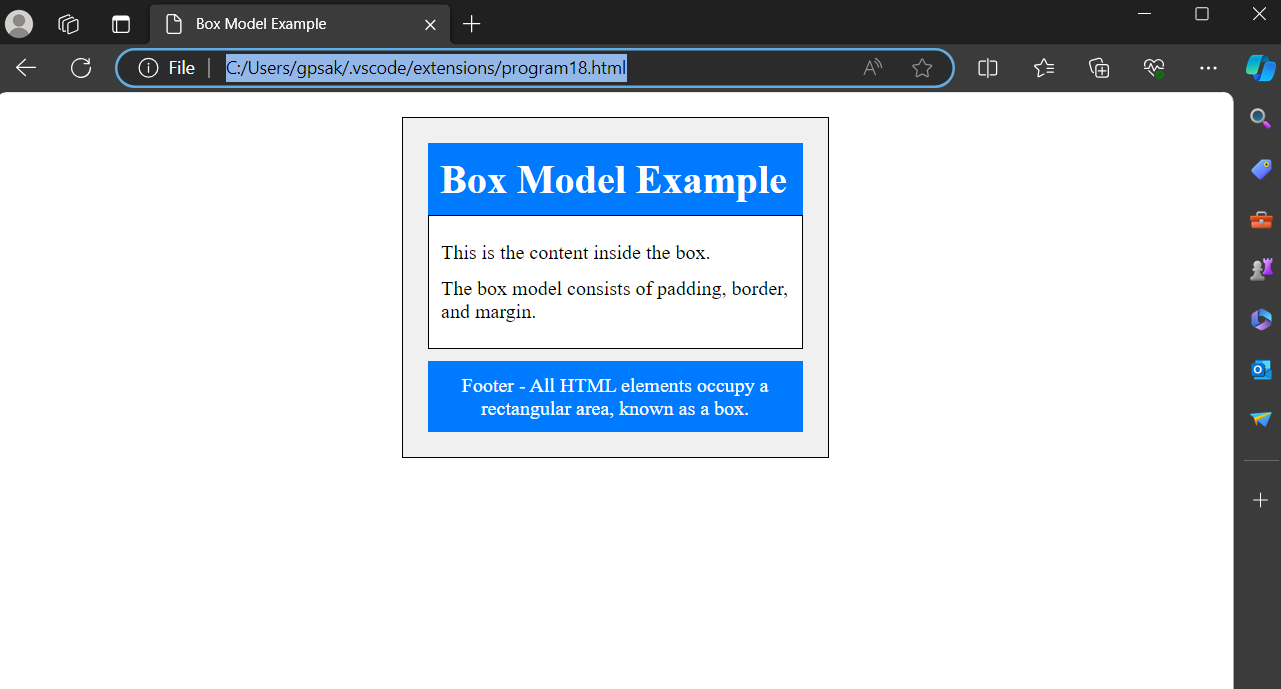 Box Model Example
File
C:/Users/gpsak/.vscode/extensions/program18.html
Box Model Example
This is the content inside the box.
The box model consists of padding, border,
and margin.
Footer - All HTML elements occupy a
rectangular area, known as a box.